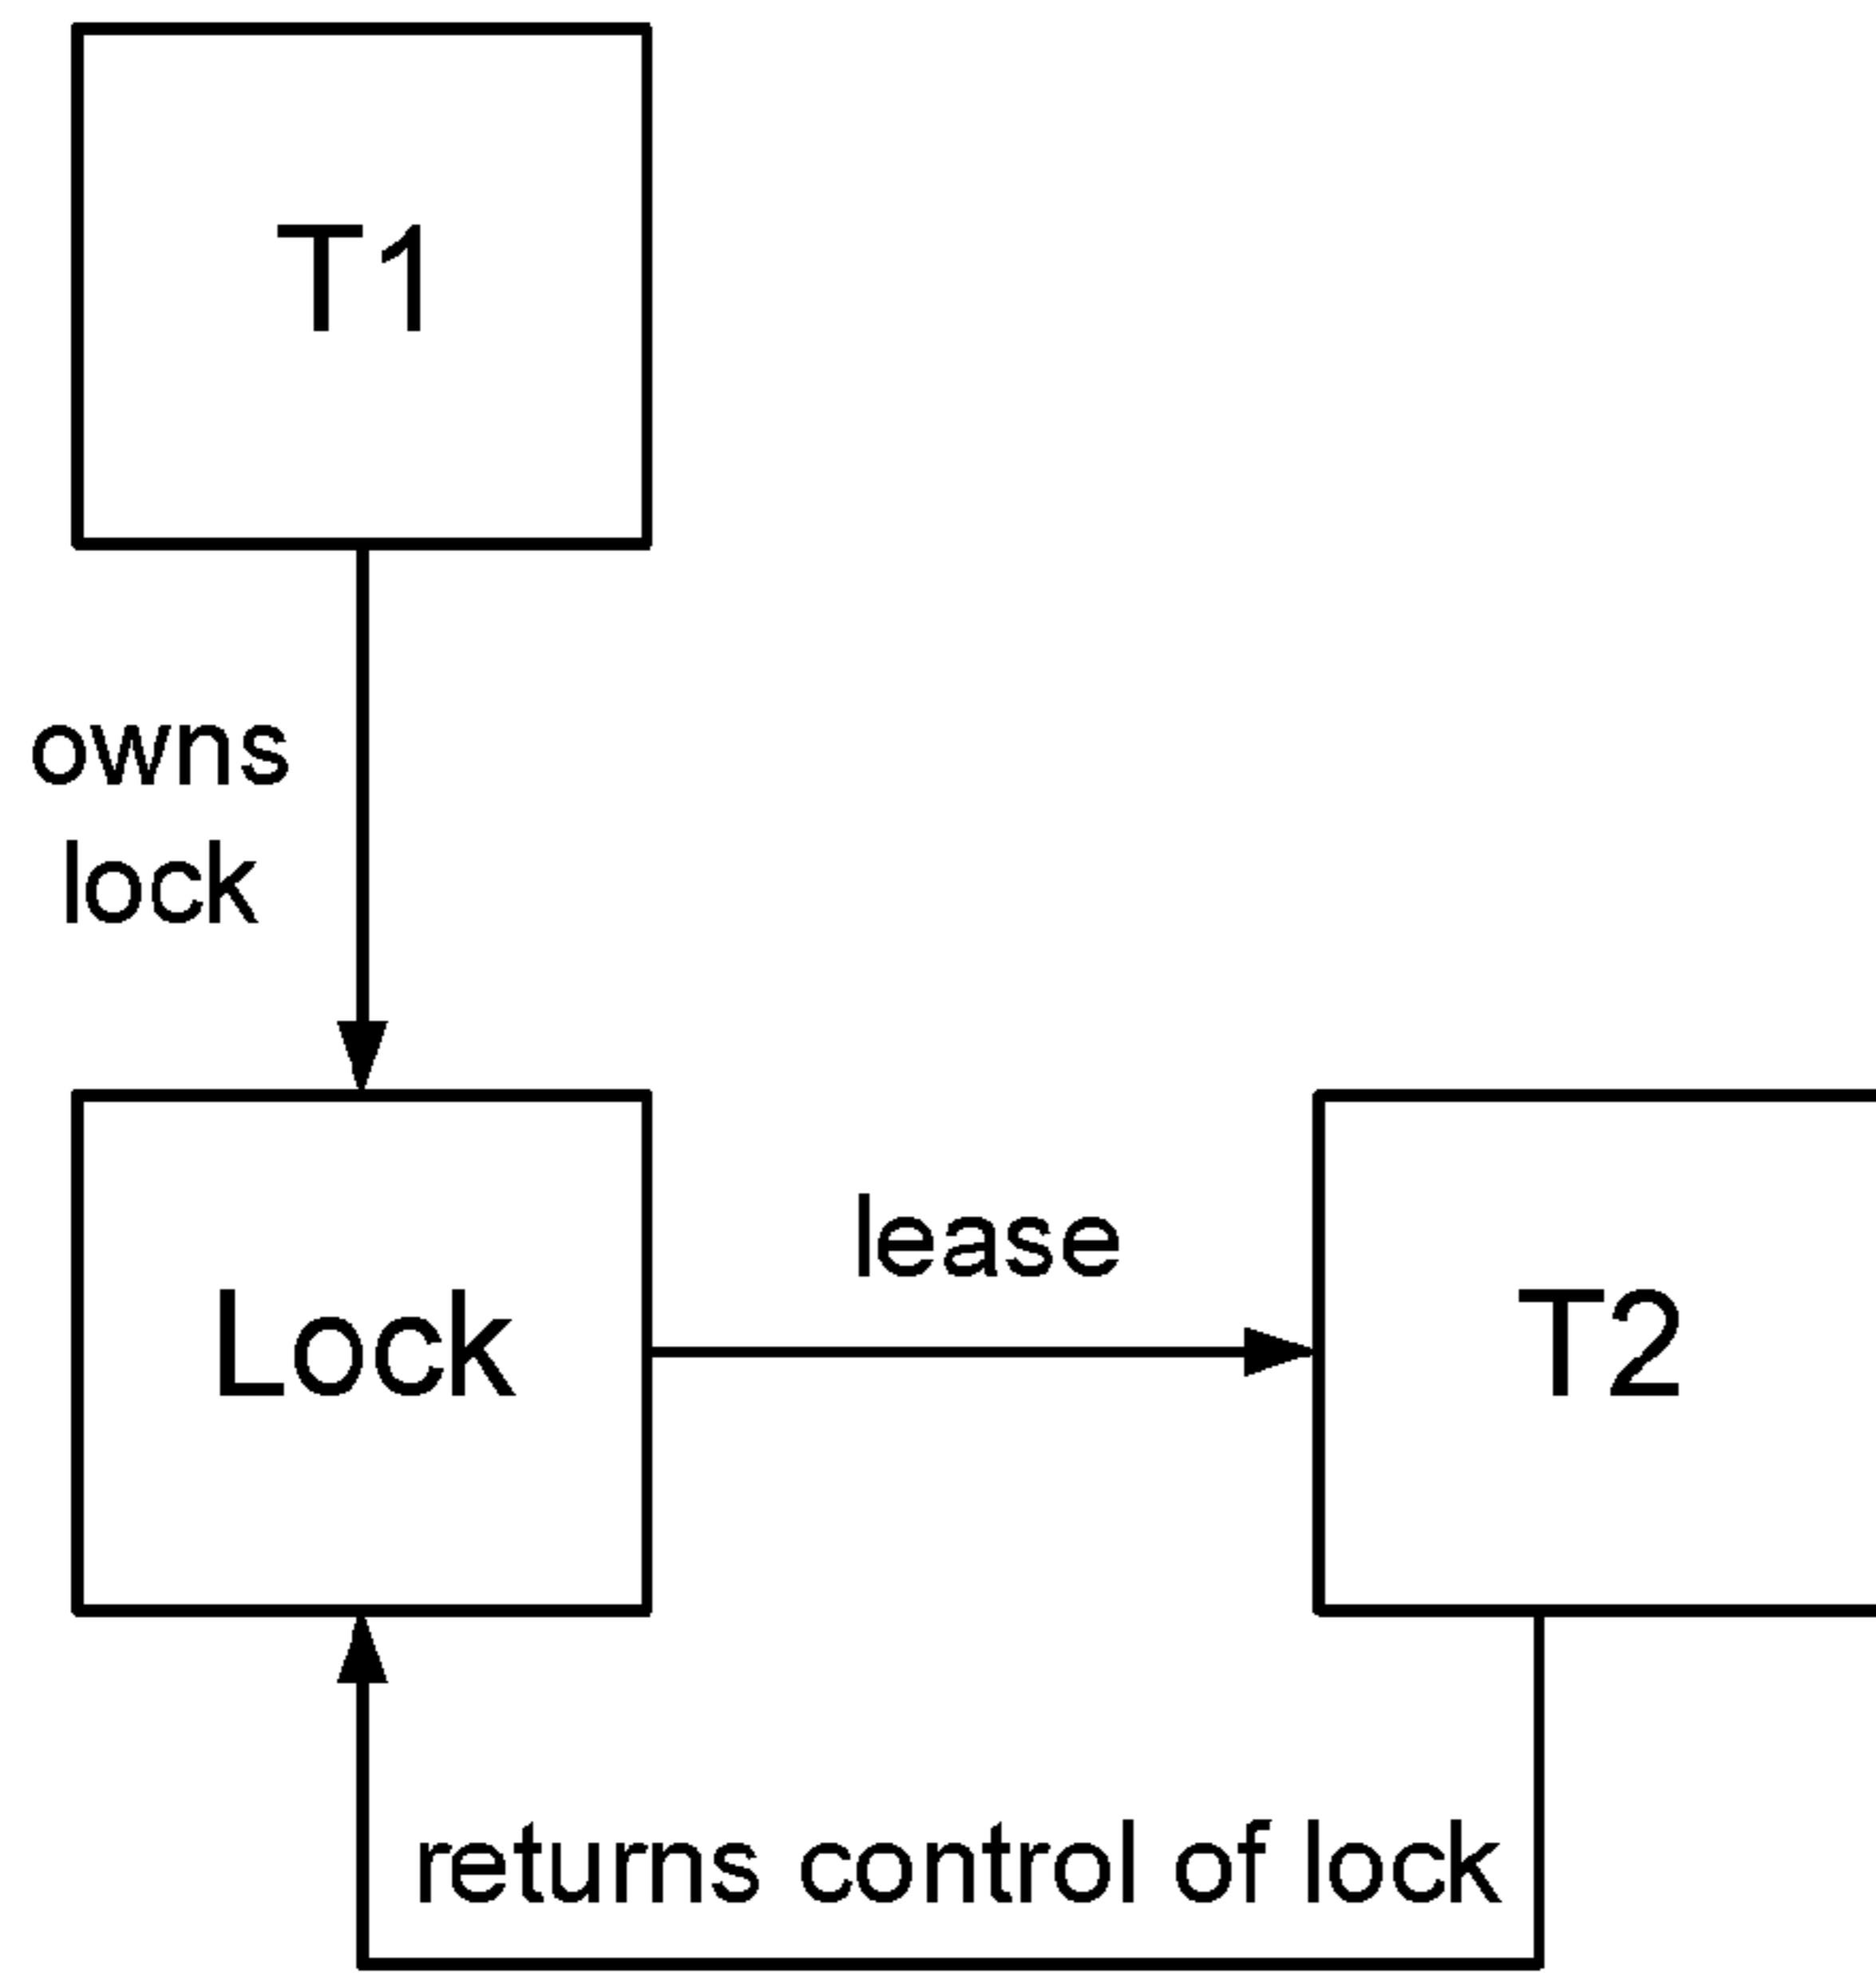 T1
owns
lock
lease
Lock
T2
returns control of lock